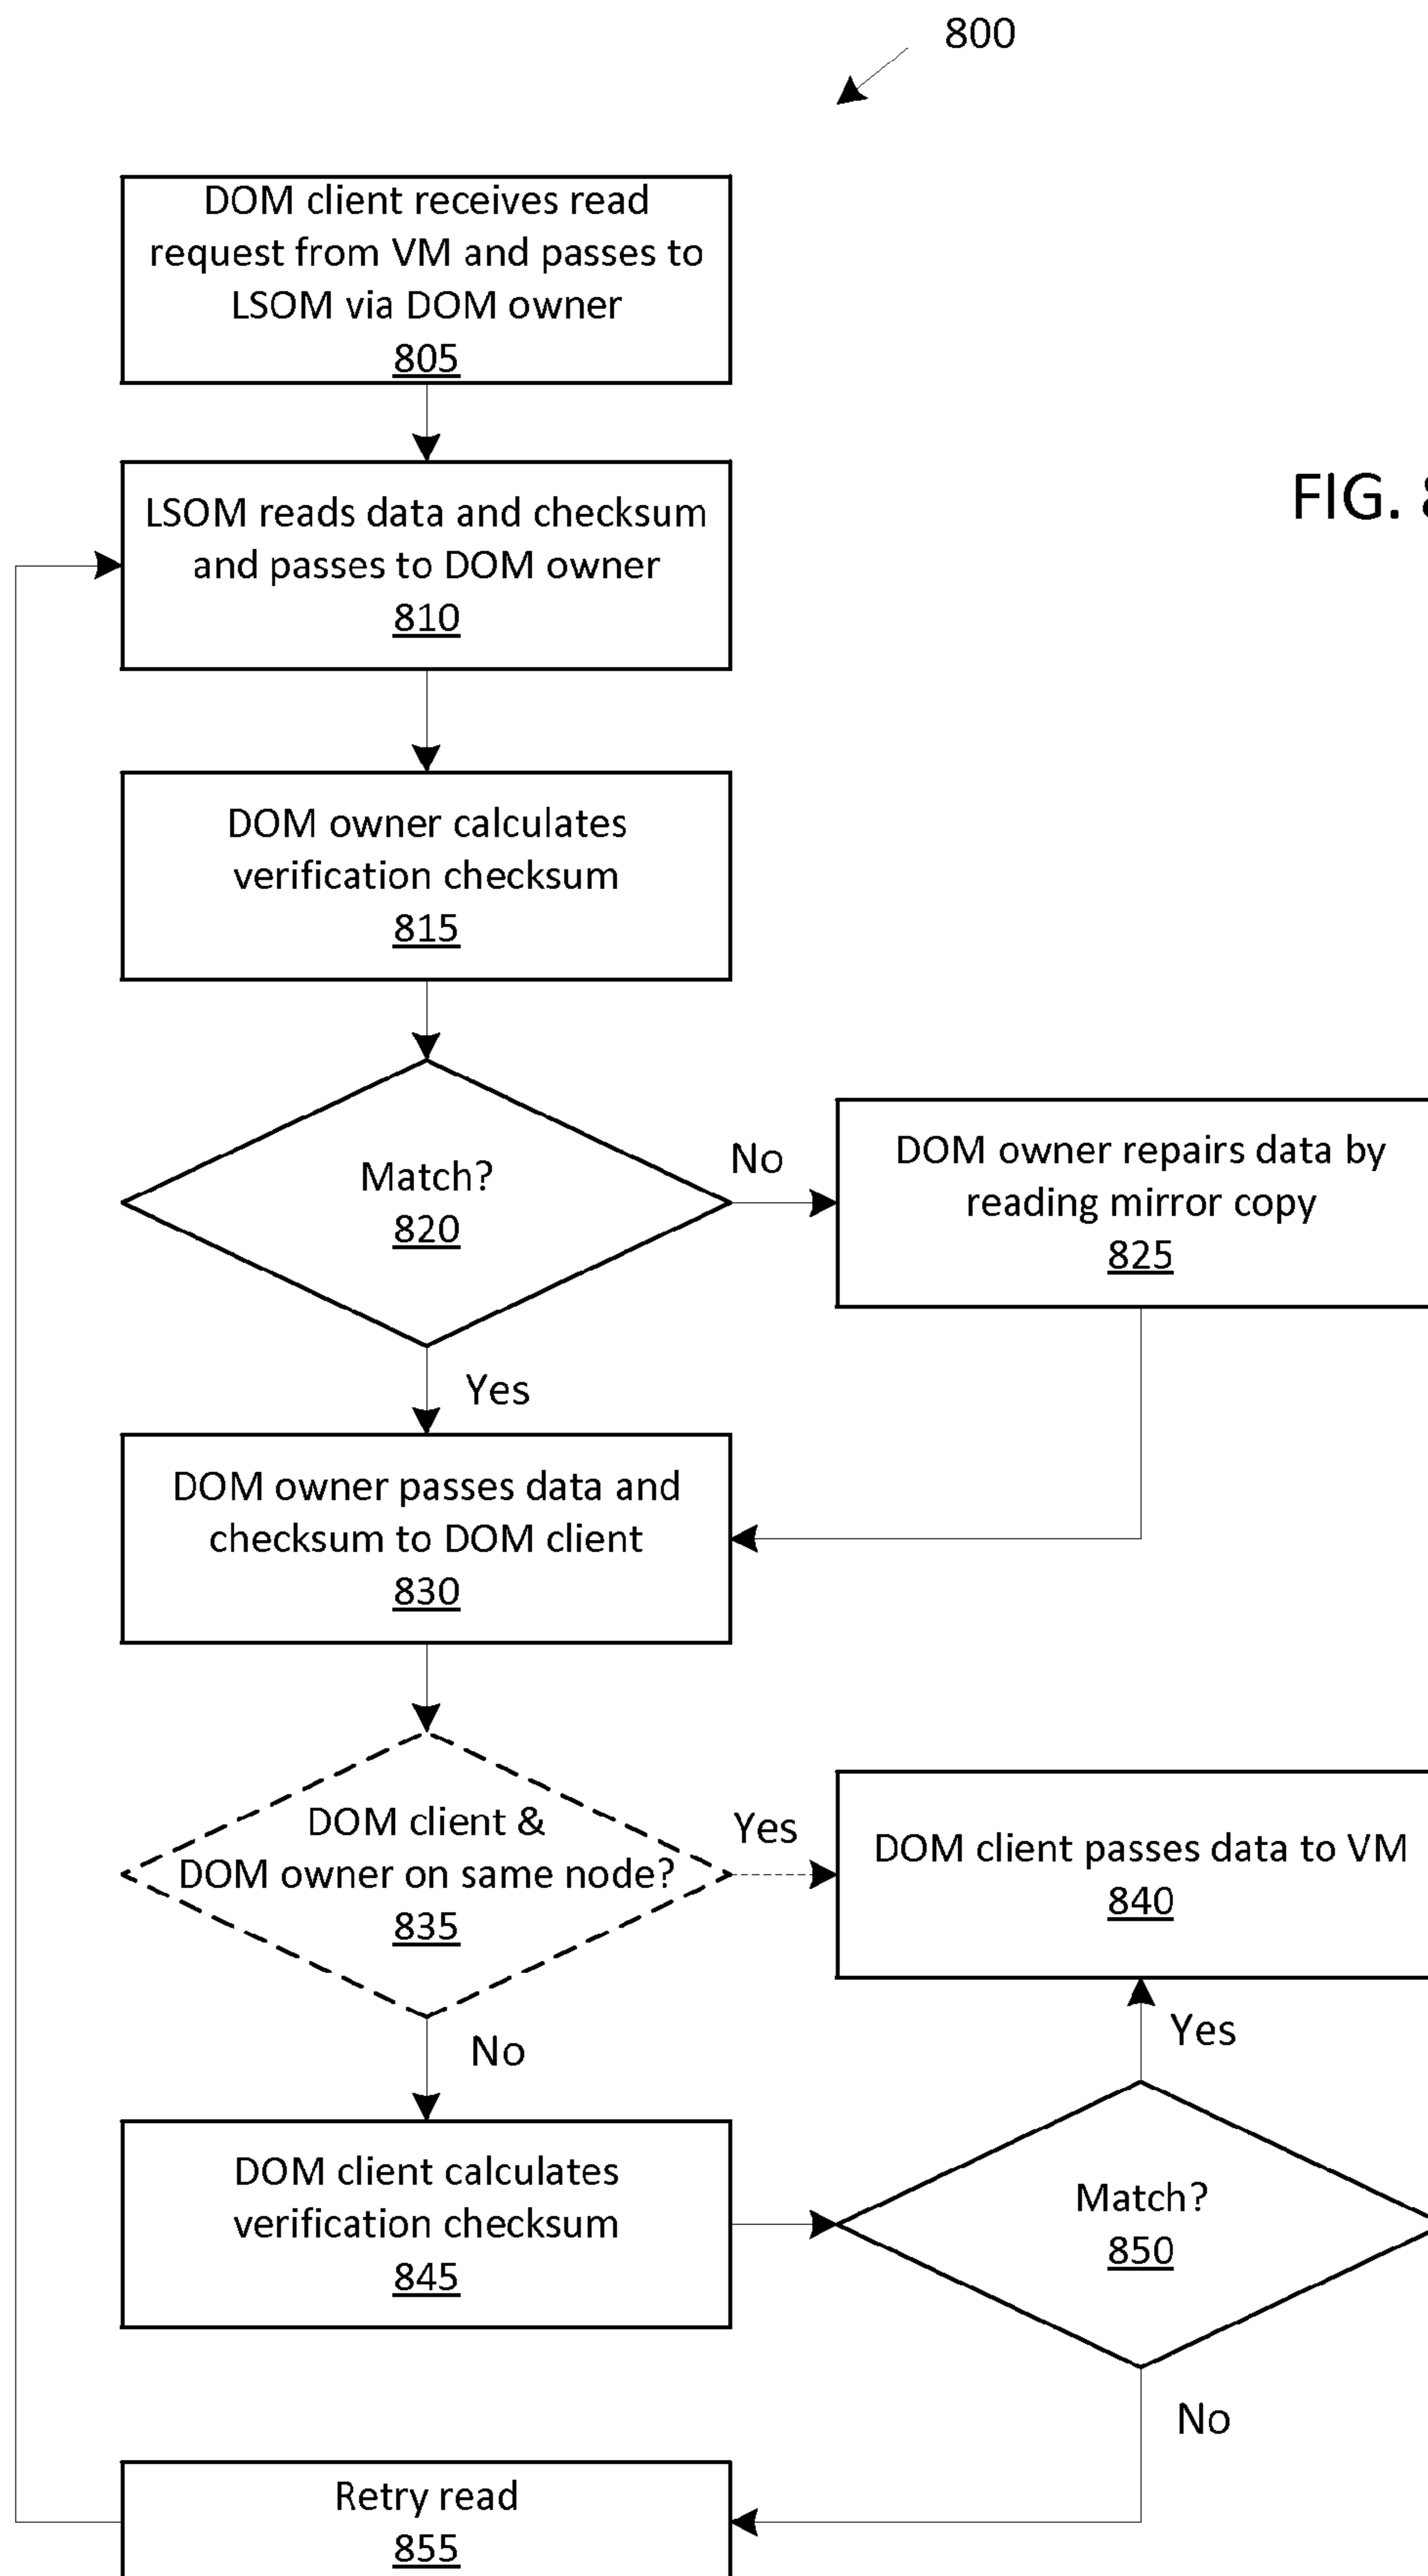 800
DOM client receives read
request from VM and passes to
LSOM via DOM owner
805
LSOM reads data and checksum
and passes to DOM owner
810
FIG. 8
DOM owner calculates
verification checksum
815
Match?
820
No
DOM owner repairs data by
reading mirror copy
825
Yes
DOM owner passes data and
checksum to DOM client
830
DOM client &
DOM owner on same node?
835
Yes
DOM client passes data to VM
840
No
Yes
DOM client calculates
verification checksum
845
Match?
850
No
Retry read
855